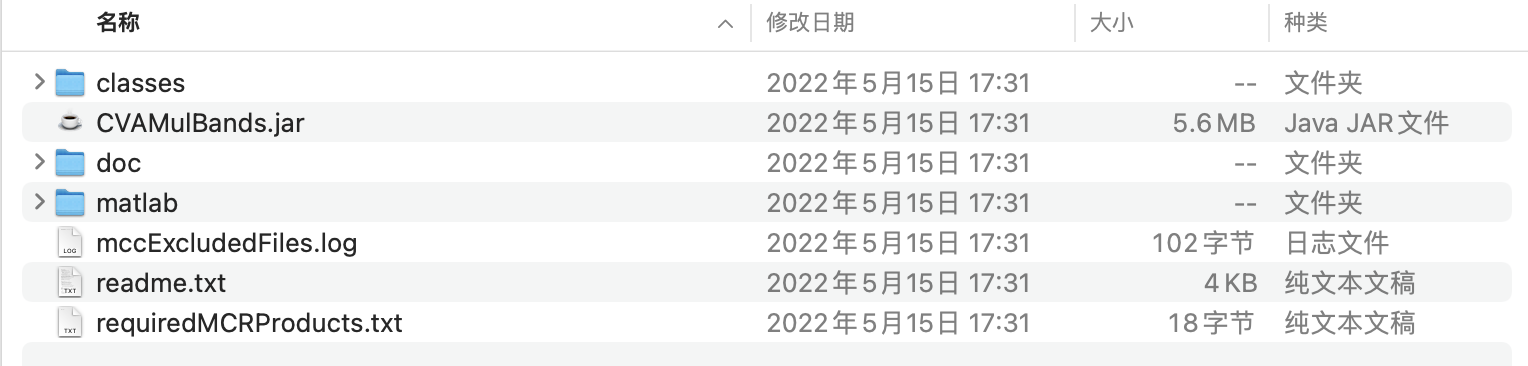 名称 修改日期 大小 种类
classes 2022年5月15日 17:31 -- 文件夹
CVAMulBands.jar 2022年5月15日 17:31 5.6 MB Java JAR文件
doc 2022年5月15日 17:31 -- 文件夹
matlab 2022年5月15日 17:31 -- 文件夹
LOG mccExcludedFiles.log 2022年5月15日 17:31 102字节 日志文件
TXT readme.txt 2022年5月15日 17:31 4 KB 纯文本文稿
TXT requiredMCRProducts.txt 2022年5月15日 17:31 18字节 纯文本文稿